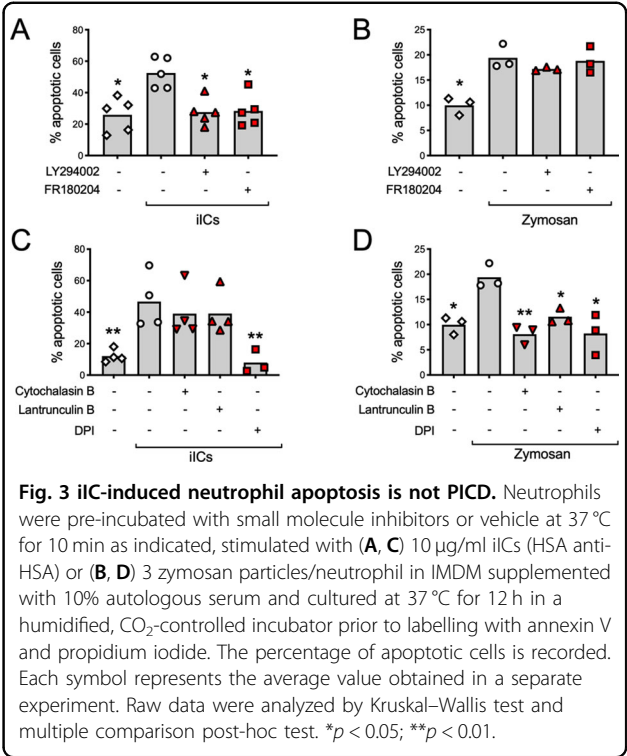 A
% apoptotic cells
80
60
40
20
0
*
*
*
LY294002 - - + -
FR180204 - - - +
iICs
B
% apoptotic cells
25
20
15
10
5
0
*
LY294002 - - + -
FR180204 - - - +
Zymosan
C
% apoptotic cells
80
60
40
20
0
**
**
Cytochalasin B - - + - -
Lantrunculin B - - - + -
DPI - - - - +
iICs
D
% apoptotic cells
25
20
15
10
5
0
*
**
*
*
Cytochalasin B - - + - -
Lantrunculin B - - - + -
DPI - - - - +
Zymosan
Fig. 3 iIC-induced neutrophil apoptosis is not PICD. Neutrophils
were pre-incubated with small molecule inhibitors or vehicle at 37 °C
for 10 min as indicated, stimulated with (A, C) 10 µg/ml iICs (HSA anti-
HSA) or (B, D) 3 zymosan particles/neutrophil in IMDM supplemented
with 10% autologous serum and cultured at 37 °C for 12 h in a
humidified, CO₂-controlled incubator prior to labelling with annexin V
and propidium iodide. The percentage of apoptotic cells is recorded.
Each symbol represents the average value obtained in a separate
experiment. Raw data were analyzed by Kruskal–Wallis test and
multiple comparison post-hoc test. *p < 0.05; **p < 0.01.